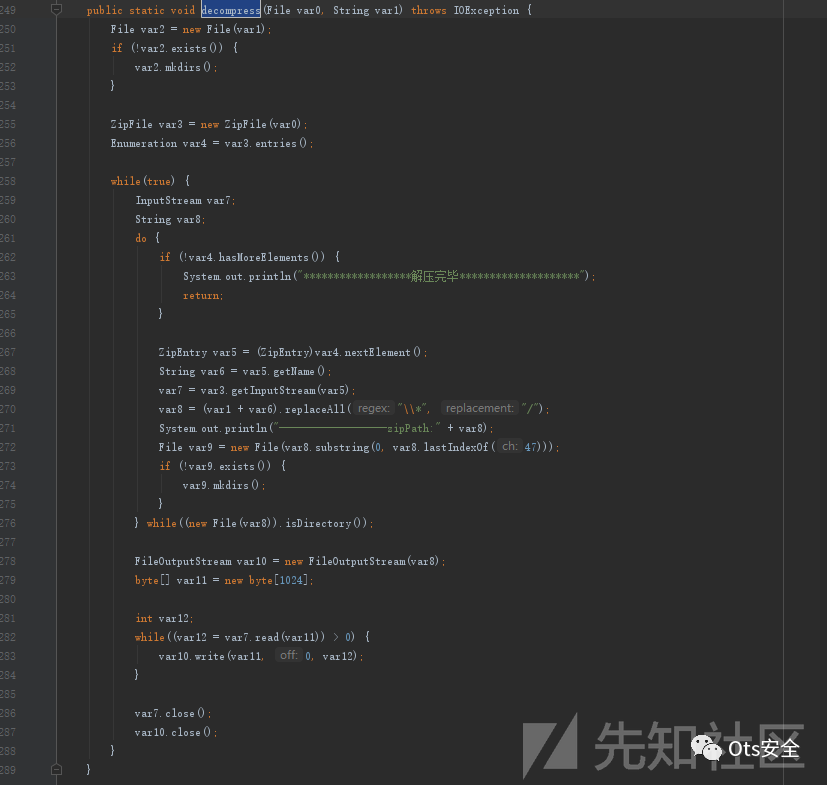 249 public static void decompress(File var0, String var1) throws IOException {
250 File var2 = new File(var1);
251 if (!var2.exists()) {
252 var2.mkdirs();
253 }
254
255 ZipFile var3 = new ZipFile(var0);
256 Enumeration var4 = var3.entries();
257
258 while(true) {
259 InputStream var7;
260 String var8;
261 do {
262 if (!var4.hasMoreElements()) {
263 System.out.println("******************解压完毕********************");
264 return;
265 }
266
267 ZipEntry var5 = (ZipEntry)var4.nextElement();
268 String var6 = var5.getName();
269 var7 = var3.getInputStream(var5);
270 var8 = (var1 + var6).replaceAll( regex: "\\*", replacement: "/");
271 System.out.println("——————————zipPath:" + var8);
272 File var9 = new File(var8.substring(0, var8.lastIndexOf( ch: 47)));
273 if (!var9.exists()) {
274 var9.mkdirs();
275 }
276 } while((new File(var8)).isDirectory());
277
278 FileOutputStream var10 = new FileOutputStream(var8);
279 byte[] var11 = new byte[1024];
280
281 int var12;
282 while((var12 = var7.read(var11)) > 0) {
283 var10.write(var11, off: 0, var12);
284 }
285
286 var7.close();
287 var10.close();
288 }
289 }
先知社区
Ots安全